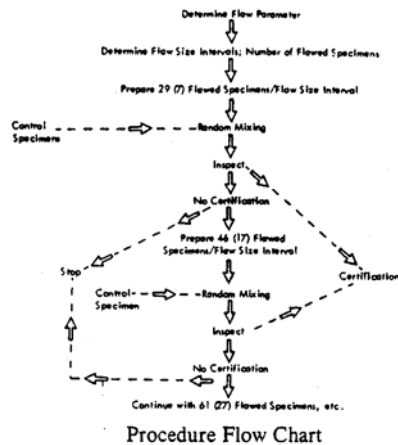 Determine Flaw Parameter
Determine Flaw Size Intervals; Number of Flawed Specimens
Prepare 29 (7) Flawed Specimens/Flaw Size Interval
Control
Specimens
Random Mixing
Inspect
No Certification
Prepare 46 (17) Flawed
Specimens/Flaw Size Interval
Stop
Certification
Control
Specimen
Random Mixing
Inspect
No Certification
Continue with 61 (27) Flawed Specimens, etc.
Procedure Flow Chart